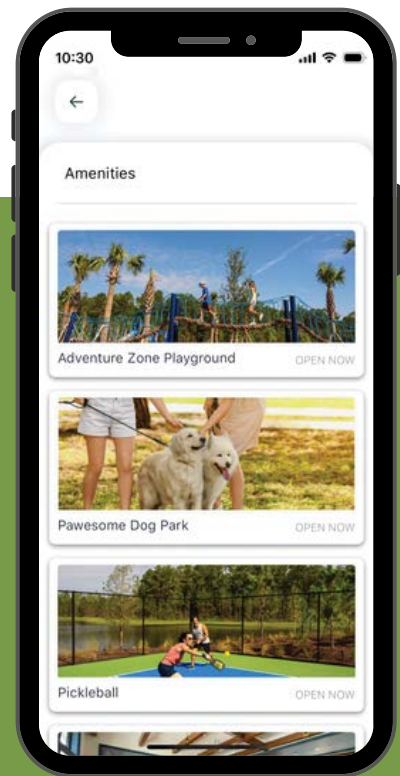 10:30
Amenities
Adventure Zone Playground OPEN NOW
Pawesome Dog Park OPEN NOW
Pickleball OPEN NOW